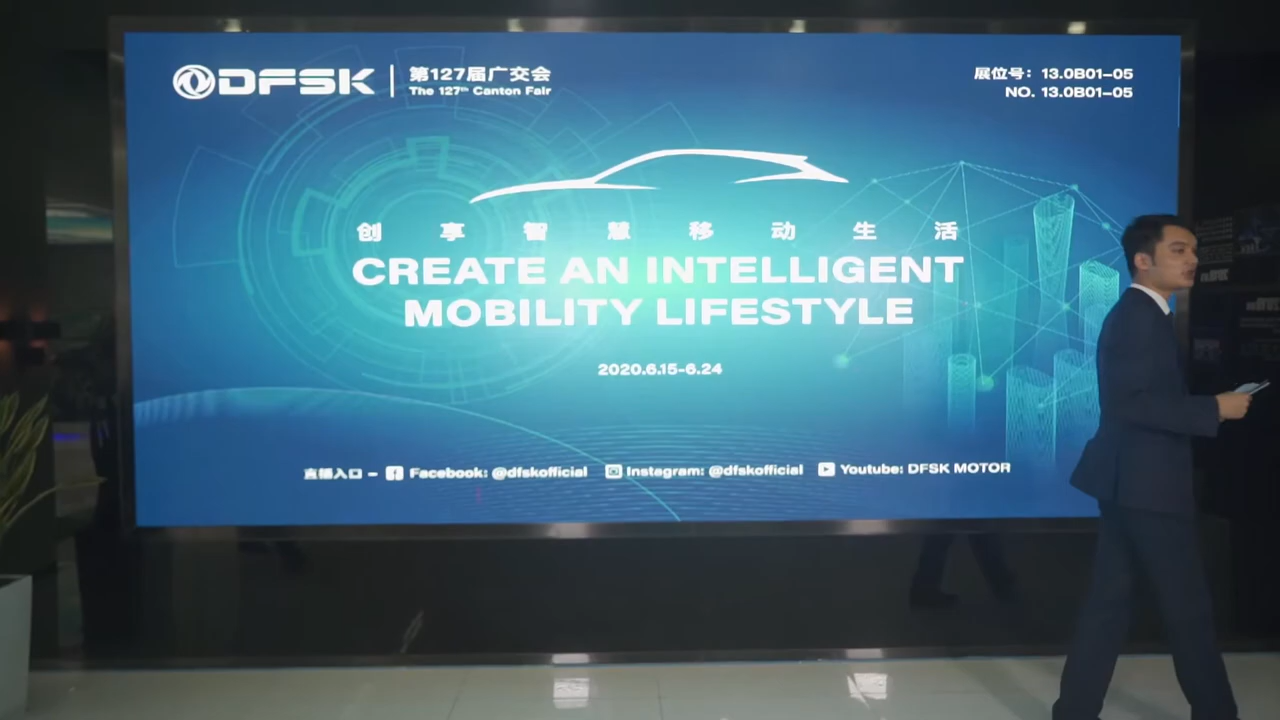 DFSK
第127届广交会
The 127th Canton Fair
展位号：13.0B01-05
NO. 13.0B01-05
创享智慧移动生活
CREATE AN INTELLIGENT
MOBILITY LIFESTYLE
2020.6.15-6.24
直播入口 - Facebook: @dfskofficial Instagram: @dfskofficial Youtube: DFSK MOTOR